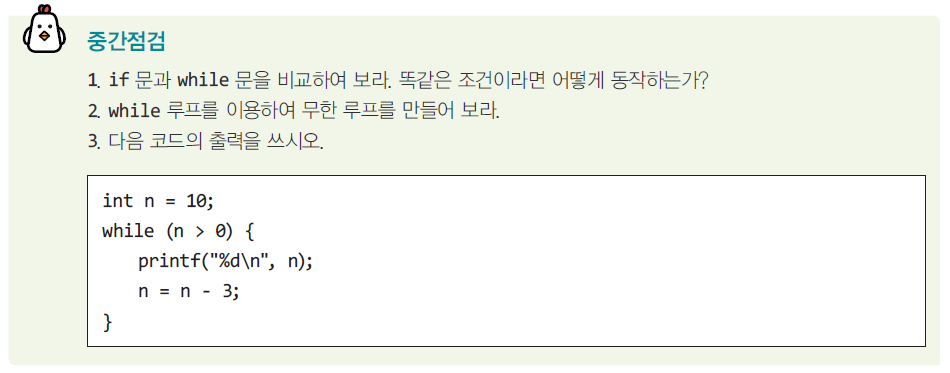 중간점검
1. if 문과 while 문을 비교하여 보라. 똑같은 조건이라면 어떻게 동작하는가?
2. while 루프를 이용하여 무한 루프를 만들어 보라.
3. 다음 코드의 출력을 쓰시오.
int n = 10;
while (n > 0) {
    printf("%d\n", n);
    n = n - 3;
}